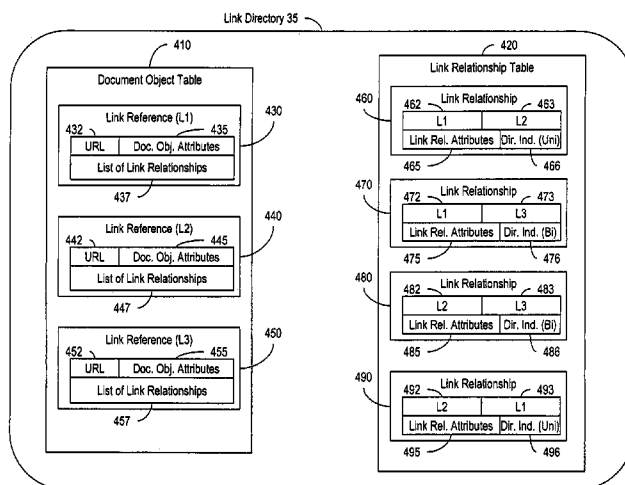 Link Directory 35
410
Document Object Table
Link Reference (L1)
432
435
430
URL
Doc. Obj. Attributes
List of Link Relationships
437
Link Reference (L2)
442
445
440
URL
Doc. Obj. Attributes
List of Link Relationships
447
Link Reference (L3)
452
455
450
URL
Doc. Obj. Attributes
List of Link Relationships
457
420
Link Relationship Table
460
Link Relationship
462
463
L1
L2
Link Rel. Attributes
Dir. Ind. (Uni)
465
466
470
Link Relationship
472
473
L1
L3
Link Rel. Attributes
Dir. Ind. (Bi)
475
476
480
Link Relationship
482
483
L2
L3
Link Rel. Attributes
Dir. Ind. (Bi)
485
486
490
Link Relationship
492
493
L2
L1
Link Rel. Attributes
Dir. Ind. (Uni)
495
496